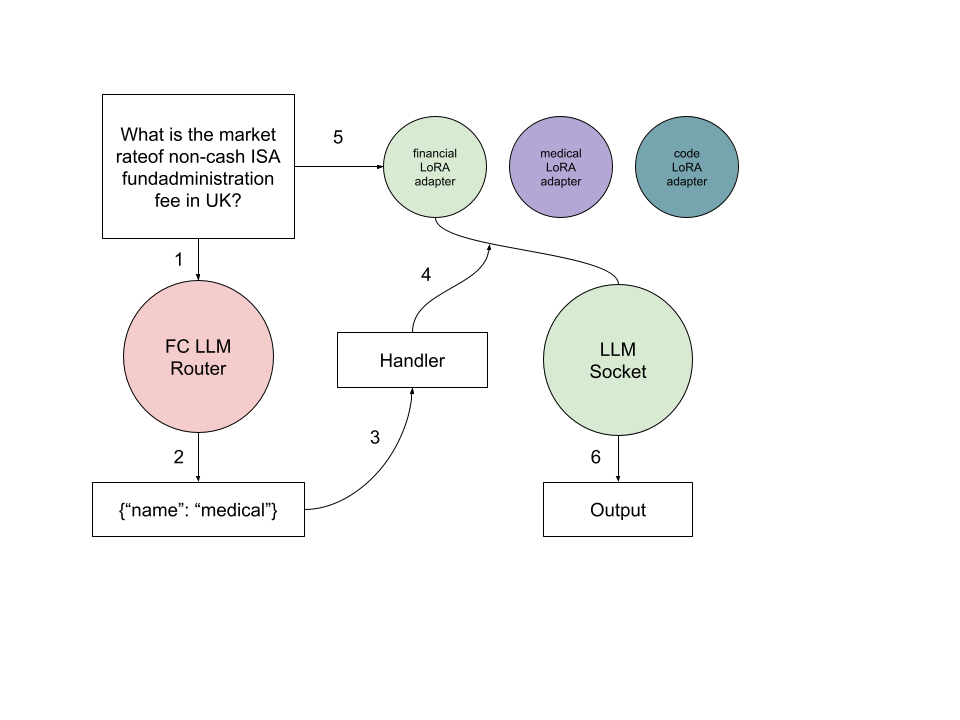 What is the market
rateof non-cash ISA
fundadministration
fee in UK?
5
financial
LoRA
adapter
medical
LoRA
adapter
code
LoRA
adapter
1
4
FC LLM
Router
Handler
LLM
Socket
3
2
6
{“name”: “medical”}
Output